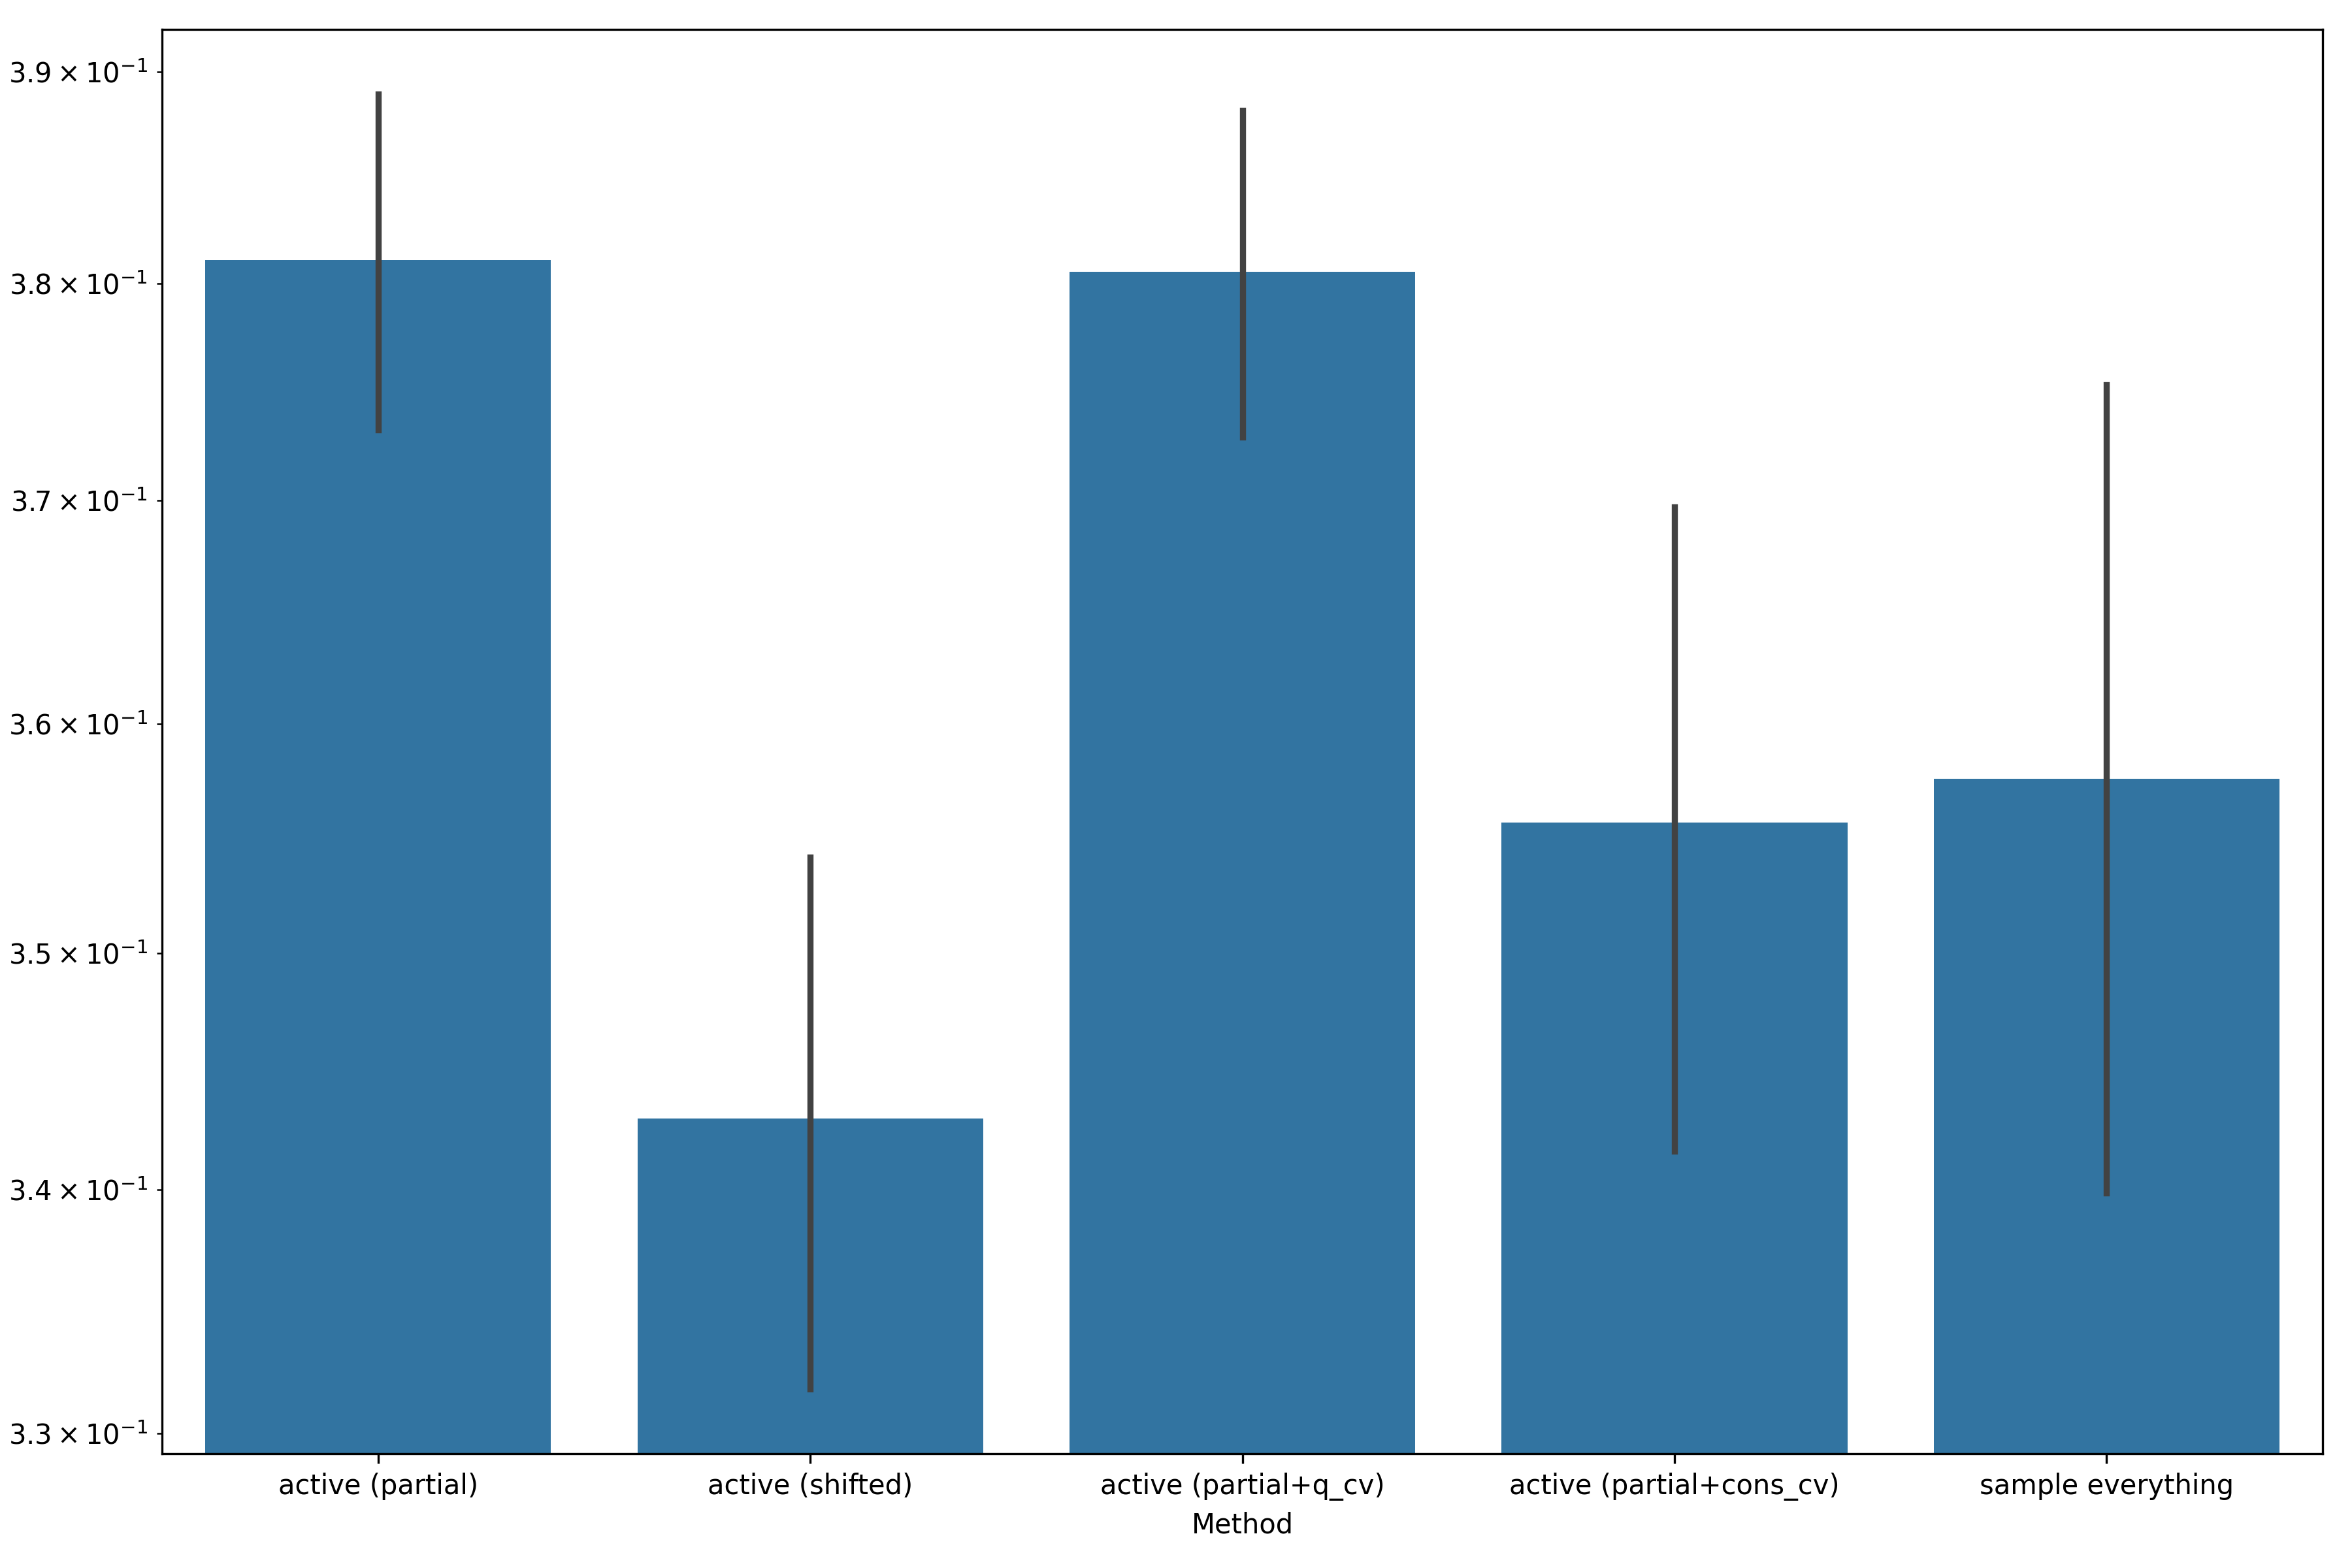 3.9 × 10⁻¹
3.8 × 10⁻¹
3.7 × 10⁻¹
3.6 × 10⁻¹
3.5 × 10⁻¹
3.4 × 10⁻¹
3.3 × 10⁻¹
active (partial)
active (shifted)
active (partial+q_cv)
active (partial+cons_cv)
sample everything
Method